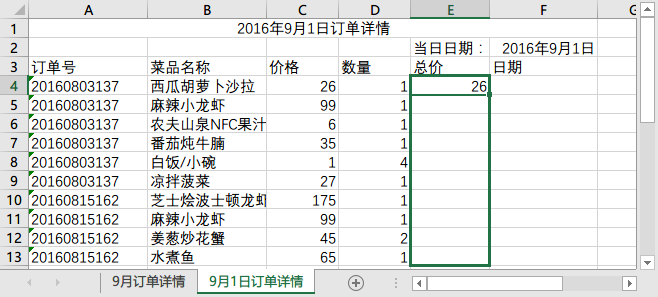 A B C D E F G
1 2016年9月1日订单详情
2 当日日期： 2016年9月1日
3 订单号 菜品名称 价格 数量 总价 日期
4 20160803137 西瓜胡萝卜沙拉 26 1 26
5 20160803137 麻辣小龙虾 99 1
6 20160803137 农夫山泉NFC果汁 6 1
7 20160803137 番茄炖牛腩 35 1
8 20160803137 白饭/小碗 1 4
9 20160803137 凉拌菠菜 27 1
10 20160815162 芝士烩波士顿龙虾 175 1
11 20160815162 麻辣小龙虾 99 1
12 20160815162 姜葱炒花蟹 45 2
13 20160815162 水煮鱼 65 1
9月订单详情 9月1日订单详情